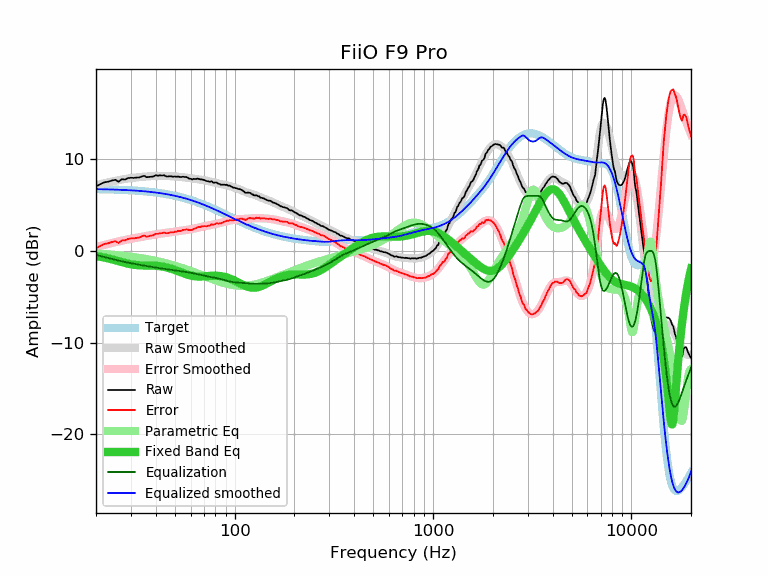 FiiO F9 Pro
Amplitude (dBr)
10
0
−10
−20
Target
Raw Smoothed
Error Smoothed
Raw
Error
Parametric Eq
Fixed Band Eq
Equalization
Equalized smoothed
100 1000 10000
Frequency (Hz)